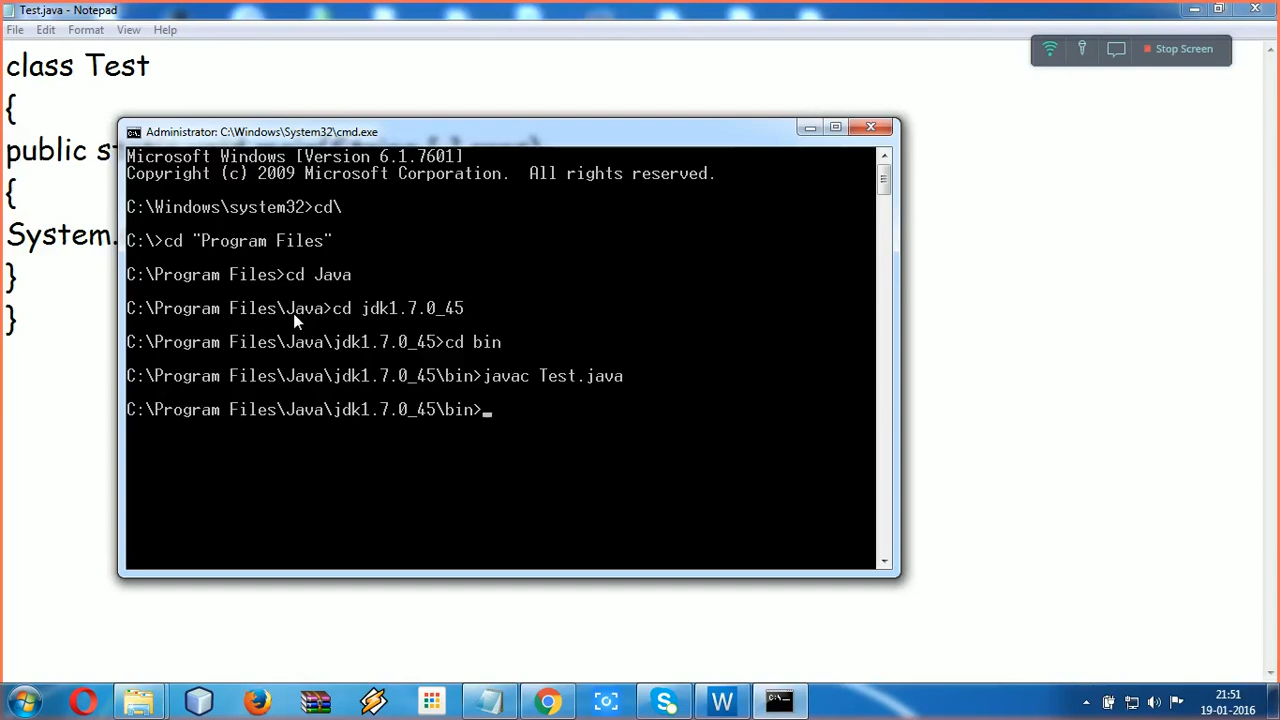 Test.java - Notepad
File Edit Format View Help
Stop Screen
class Test
{
public
{
System.
}
}
Administrator: C:\Windows\System32\cmd.exe
Microsoft Windows [Version 6.1.7601]
Copyright (c) 2009 Microsoft Corporation.  All rights reserved.
C:\Windows\system32>cd\
C:\>cd "Program Files"
C:\Program Files>cd Java
C:\Program Files\Java>cd jdk1.7.0_45
C:\Program Files\Java\jdk1.7.0_45>cd bin
C:\Program Files\Java\jdk1.7.0_45\bin>javac Test.java
C:\Program Files\Java\jdk1.7.0_45\bin>_
21:51
19-01-2016